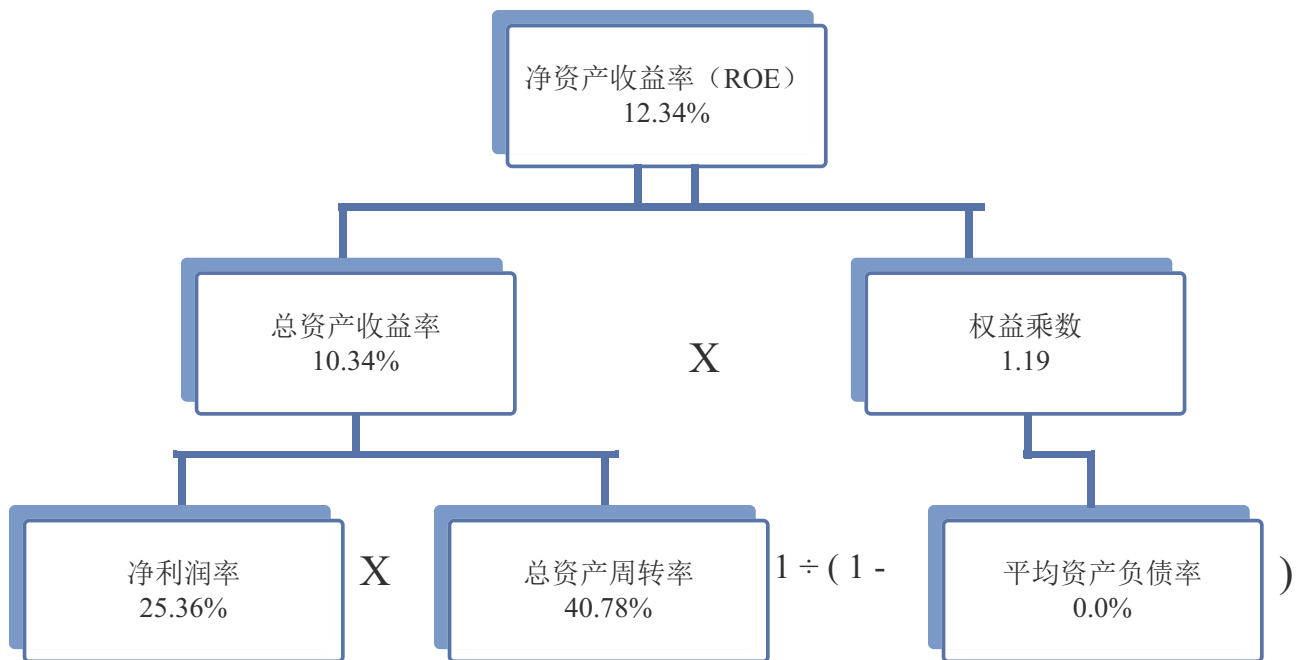 净资产收益率（ROE）
12.34%
总资产收益率
10.34%
X
权益乘数
1.19
净利润率
25.36%
X
总资产周转率
40.78%
1 ÷ ( 1 -
平均资产负债率
0.0%
)